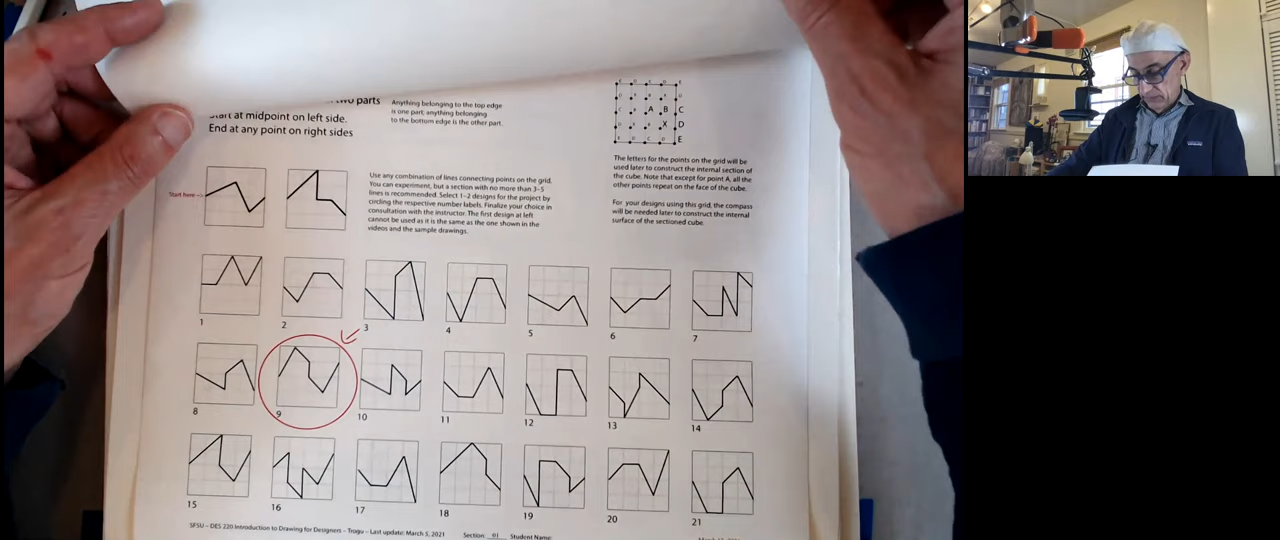 two parts
Start at midpoint on left side.
End at any point on right sides
Anything belonging to the top edge
is one part; anything belonging
to the bottom edge is the other part.
A B C
X D
E
The letters for the points on the grid will be
used later to construct the internal section of
the cube. Note that except for point A, all the
other points repeat on the face of the cube.
For your designs using this grid, the compass
will be needed later to construct the internal
surface of the sectioned cube.
Start here
Use any combination of lines connecting points on the grid.
You can experiment, but a section with no more than 3-5
lines is recommended. Select 1-2 designs for the project by
circling the respective number labels. Finalize your choice in
consultation with the instructor. The first design at left
cannot be used as it is the same as the one shown in the
videos and the sample drawings.
1 2 3 4 5 6 7
8 9 10 11 12 13 14
15 16 17 18 19 20 21
SFSU – DES 220 Introduction to Drawing for Designers – Trogu – Last update: March 5, 2021 Section: 01 Student Name: